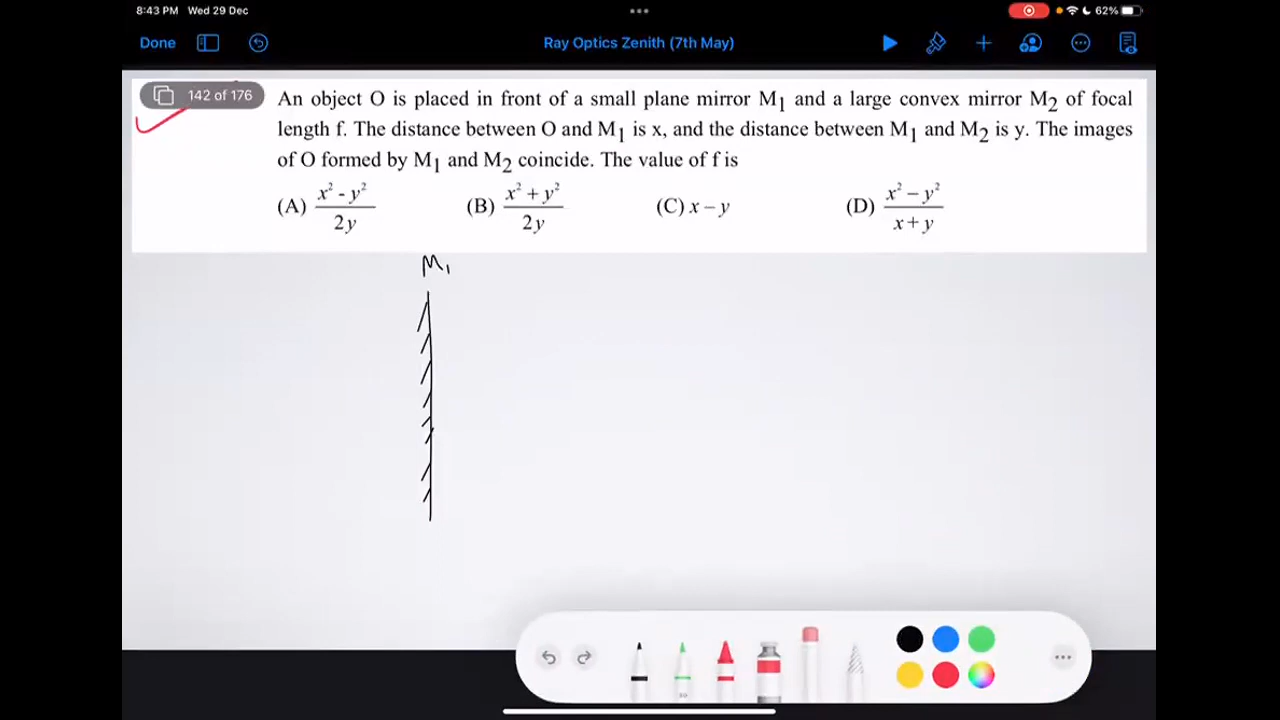 8:43 PM Wed 29 Dec
62%
Done
Ray Optics Zenith (7th May)
142 of 176
An object O is placed in front of a small plane mirror M1 and a large convex mirror M2 of focal
length f. The distance between O and M1 is x, and the distance between M1 and M2 is y. The images
of O formed by M1 and M2 coincide. The value of f is
(A) x² - y² / 2y (B) x² + y² / 2y (C) x – y (D) x² – y² / x + y
M1